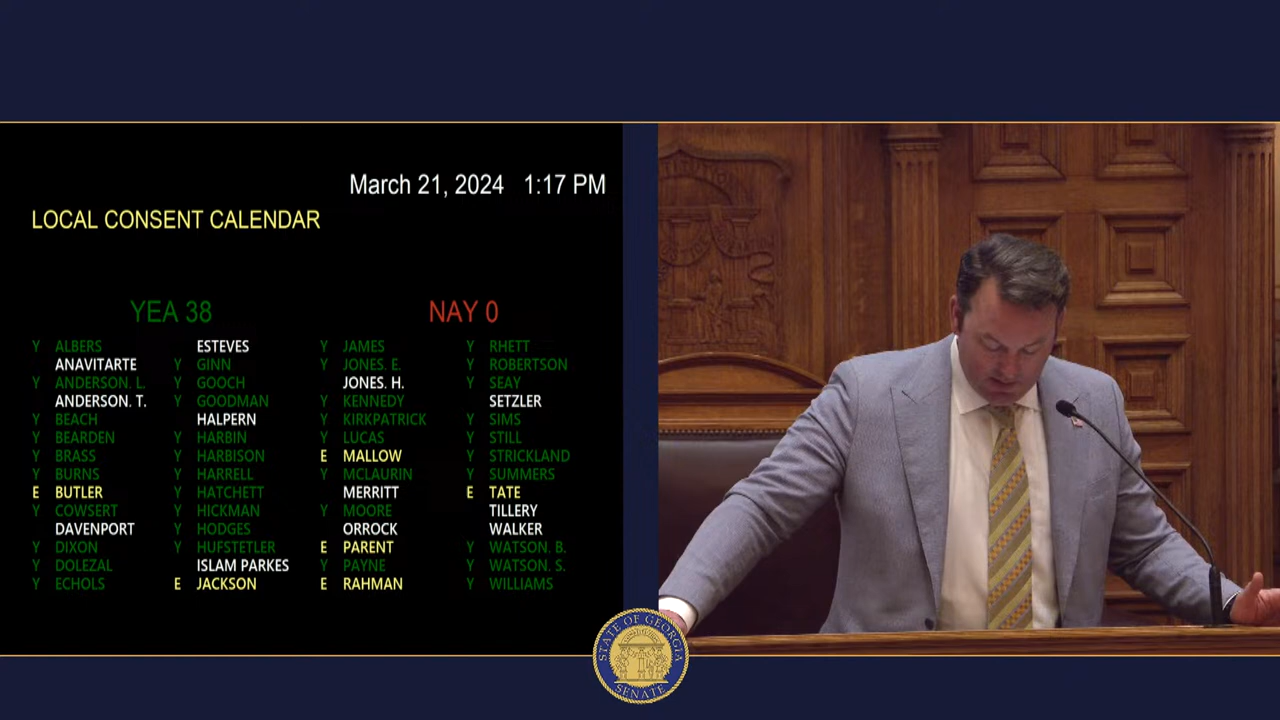 March 21, 2024 1:17 PM
LOCAL CONSENT CALENDAR
YEA 38
NAY 0
Y ALBERS
ANAVITARTE
Y ANDERSON. L.
ANDERSON. T.
Y BEACH
Y BEARDEN
Y BRASS
Y BURNS
E BUTLER
Y COWSERT
DAVENPORT
Y DIXON
Y DOLEZAL
Y ECHOLS
ESTEVES
Y GINN
Y GOOCH
Y GOODMAN
HALPERN
Y HARBIN
Y HARBISON
Y HARRELL
Y HATCHETT
Y HICKMAN
Y HODGES
Y HUFSTETLER
ISLAM PARKES
E JACKSON
Y JAMES
Y JONES. E.
JONES. H.
Y KENNEDY
Y KIRKPATRICK
Y LUCAS
E MALLOW
Y MCLAURIN
MERRITT
Y MOORE
ORROCK
E PARENT
Y PAYNE
E RAHMAN
Y RHETT
Y ROBERTSON
Y SEAY
SETZLER
Y SIMS
Y STILL
Y STRICKLAND
Y SUMMERS
E TATE
TILLERY
WALKER
Y WATSON. B.
Y WATSON. S.
Y WILLIAMS
STATE OF GEORGIA
SENATE